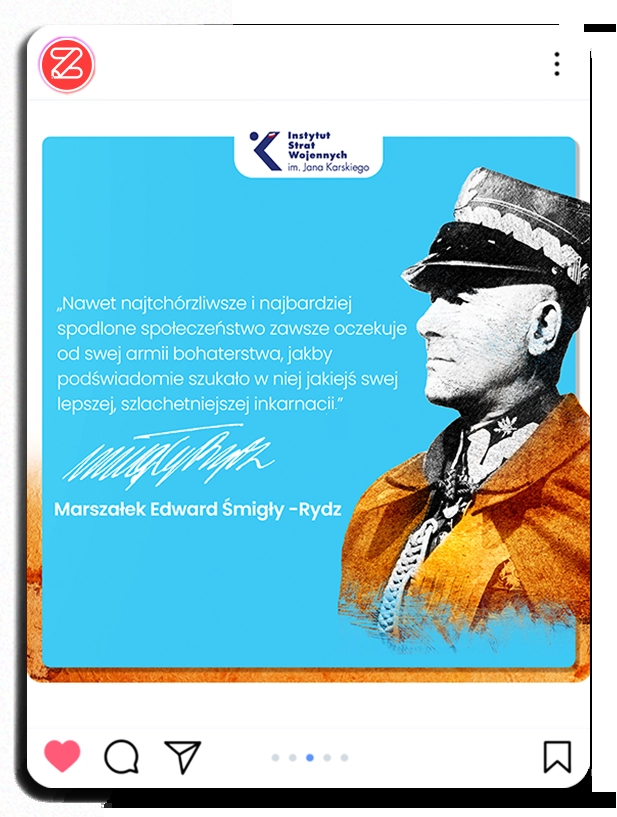 Instytut
Strat
Wojennych
im. Jana Karskiego
„Nawet najtchórzliwsze i najbardziej
spodlone społeczeństwo zawsze oczekuje
od swej armii bohaterstwa, jakby
podświadomie szukało w niej jakiejś swej
lepszej, szlachetniejszej inkarnacji.”
Marszałek Edward Śmigły -Rydz